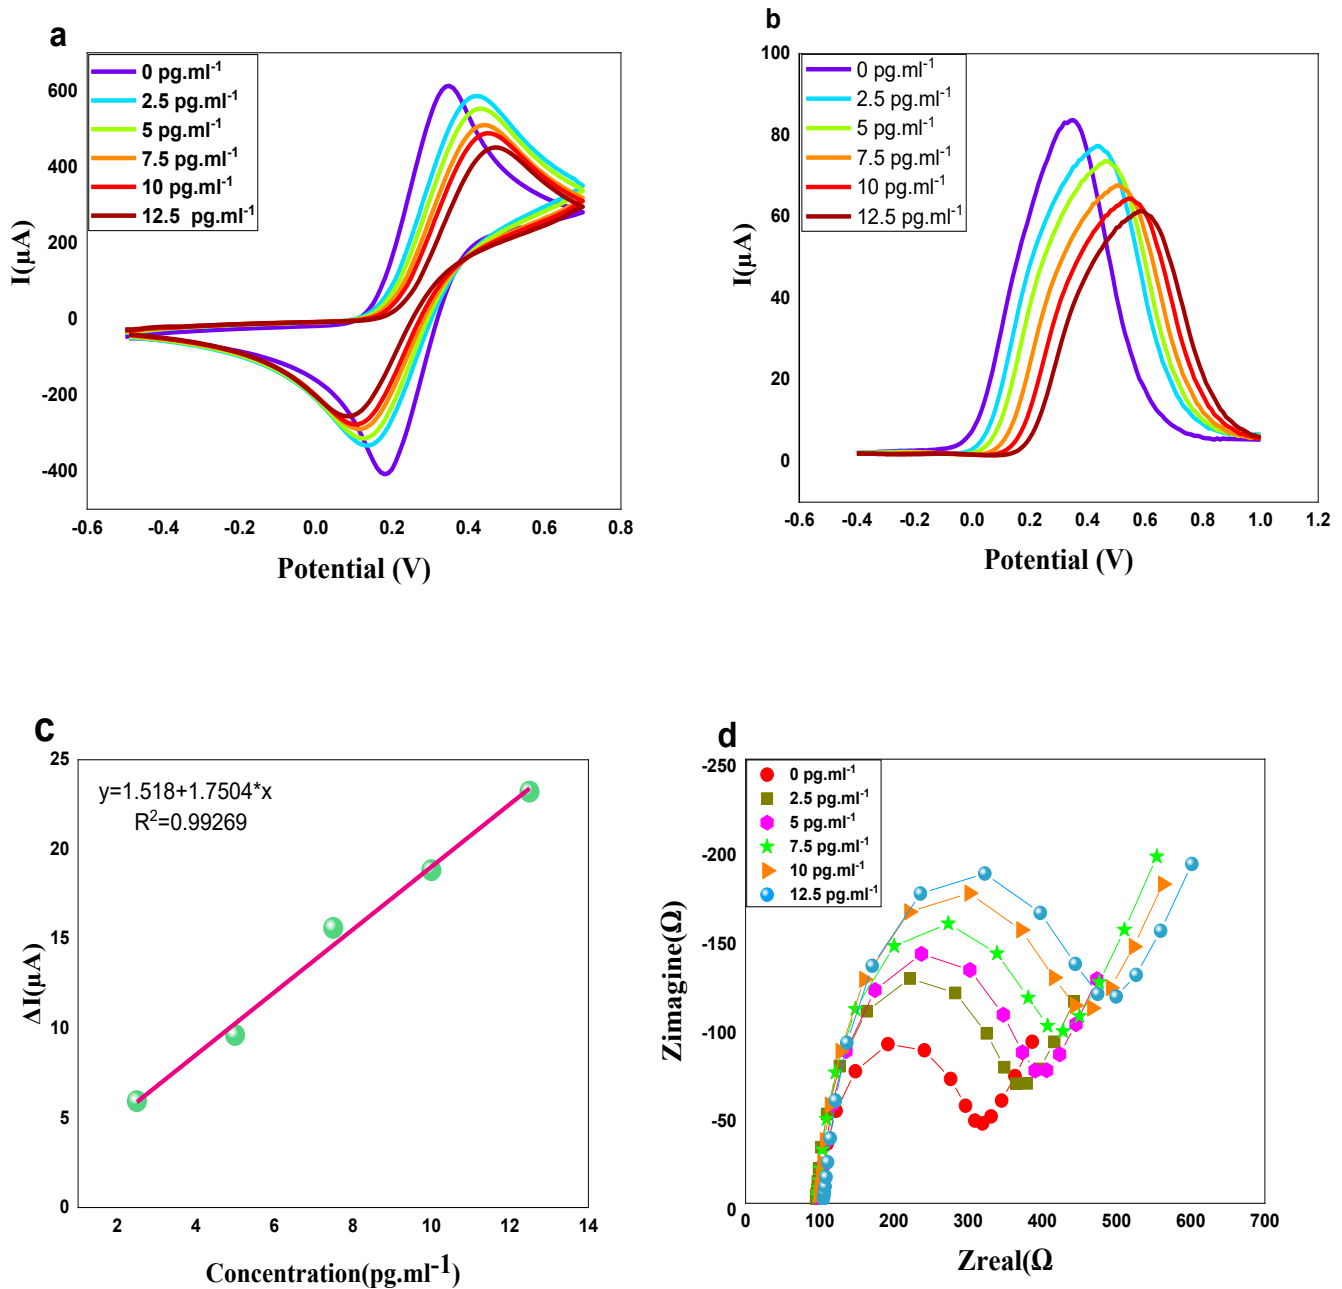 a
0 pg.ml-1
2.5 pg.ml-1
5 pg.ml-1
7.5 pg.ml-1
10 pg.ml-1
12.5 pg.ml-1
600
400
200
0
-200
-400
I(μA)
-0.6 -0.4 -0.2 0.0 0.2 0.4 0.6 0.8
Potential (V)
b
0 pg.ml-1
2.5 pg.ml-1
5 pg.ml-1
7.5 pg.ml-1
10 pg.ml-1
12.5 pg.ml-1
100
80
60
40
20
0
I(μA)
-0.6 -0.4 -0.2 0.0 0.2 0.4 0.6 0.8 1.0 1.2
Potential (V)
c
y=1.518+1.7504*x
R2=0.99269
25
20
15
10
5
0
ΔI(μA)
2 4 6 8 10 12 14
Concentration(pg.ml-1)
d
0 pg.ml-1
2.5 pg.ml-1
5 pg.ml-1
7.5 pg.ml-1
10 pg.ml-1
12.5 pg.ml-1
-250
-200
-150
-100
-50
0
Zimagine(Ω)
0 100 200 300 400 500 600 700
Zreal(Ω